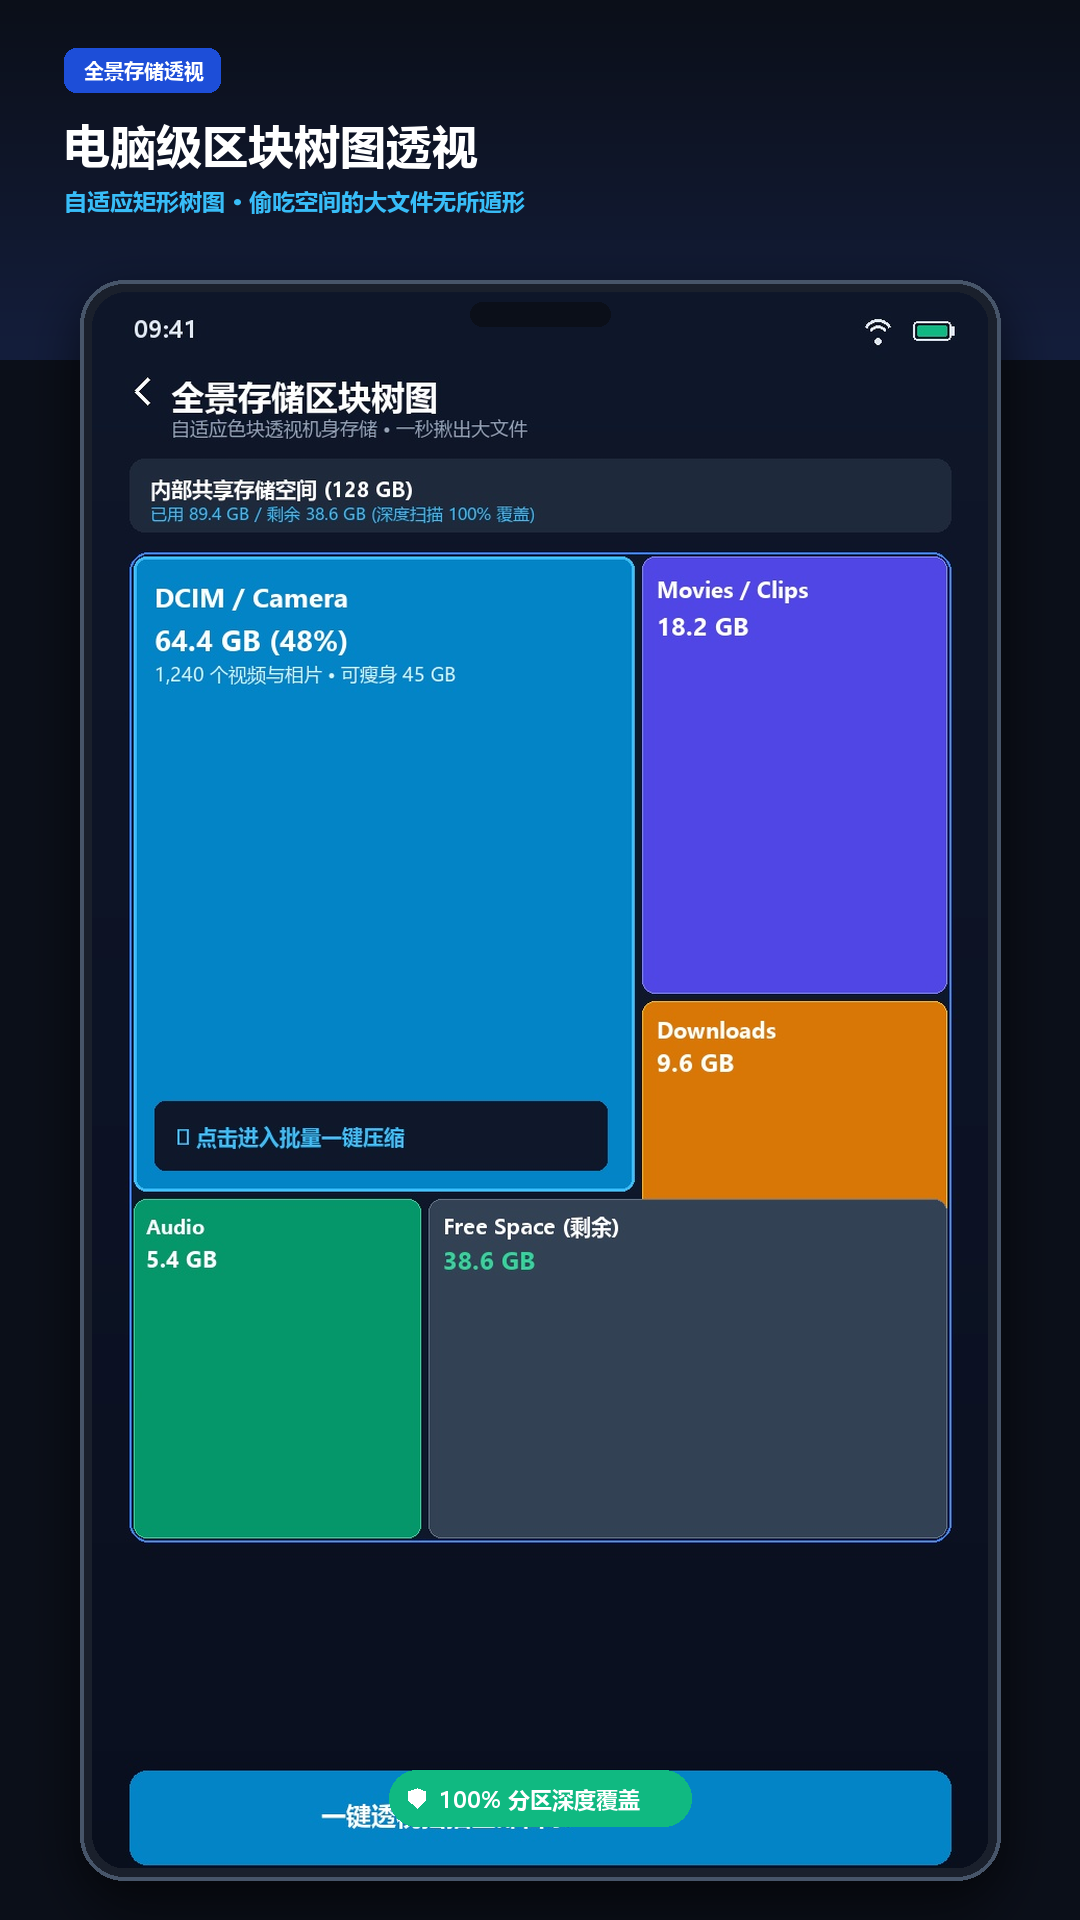 全景存储透视
电脑级区块树图透视
自适应矩形树图 • 偷吃空间的大文件无所遁形
09:41
全景存储区块树图
自适应色块透视机身存储 • 一秒揪出大文件
内部共享存储空间 (128 GB)
已用 89.4 GB / 剩余 38.6 GB (深度扫描 100% 覆盖)
DCIM / Camera
64.4 GB (48%)
1,240 个视频与相片 • 可瘦身 45 GB
点击进入批量一键压缩
Movies / Clips
18.2 GB
Downloads
9.6 GB
Audio
5.4 GB
Free Space (剩余)
38.6 GB
100% 分区深度覆盖
一键透